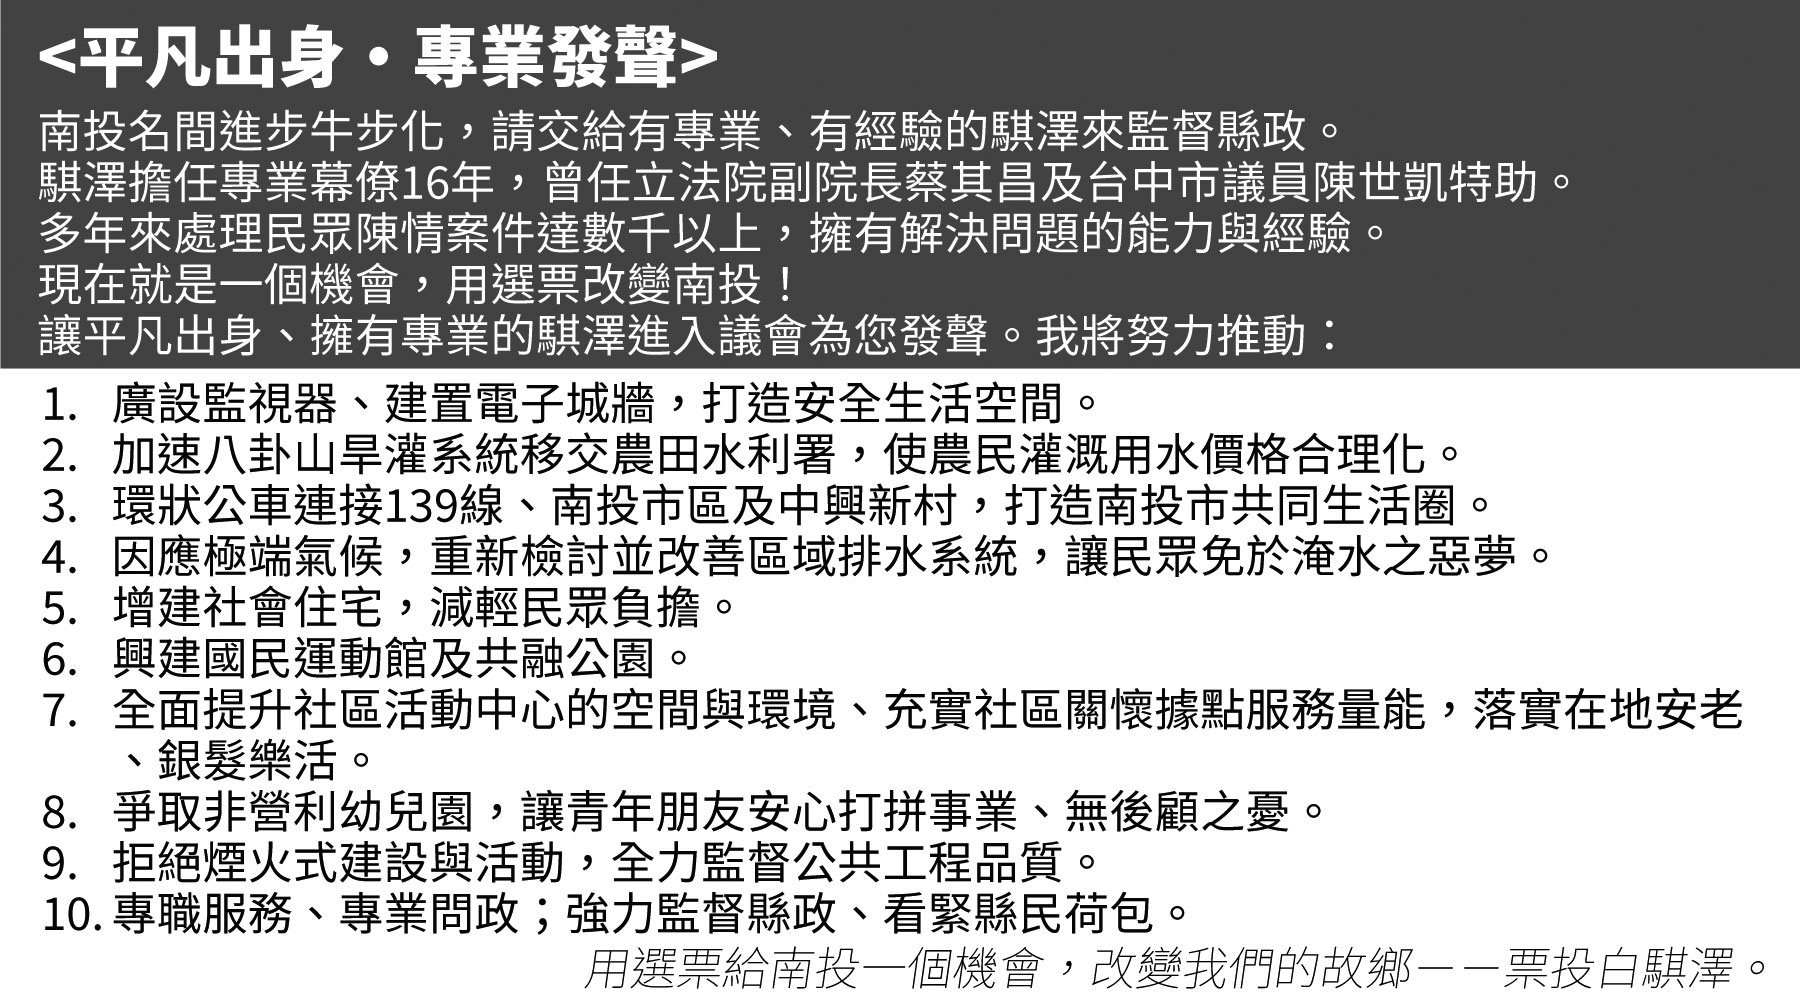 <平凡出身・專業發聲>
南投名間進步牛步化，請交給有專業、有經驗的騏澤來監督縣政。
騏澤擔任專業幕僚16年，曾任立法院副院長蔡其昌及台中市議員陳世凱特助。
多年來處理民眾陳情案件達數千以上，擁有解決問題的能力與經驗。
現在就是一個機會，用選票改變南投！
讓平凡出身、擁有專業的騏澤進入議會為您發聲。我將努力推動：
1. 廣設監視器、建置電子城牆，打造安全生活空間。
2. 加速八卦山旱灌系統移交農田水利署，使農民灌溉用水價格合理化。
3. 環狀公車連接139線、南投市區及中興新村，打造南投市共同生活圈。
4. 因應極端氣候，重新檢討並改善區域排水系統，讓民眾免於淹水之惡夢。
5. 增建社會住宅，減輕民眾負擔。
6. 興建國民運動館及共融公園。
7. 全面提升社區活動中心的空間與環境、充實社區關懷據點服務量能，落實在地安老
、銀髮樂活。
8. 爭取非營利幼兒園，讓青年朋友安心打拼事業、無後顧之憂。
9. 拒絕煙火式建設與活動，全力監督公共工程品質。
10. 專職服務、專業問政；強力監督縣政、看緊縣民荷包。
用選票給南投一個機會，改變我們的故鄉－－票投白騏澤。